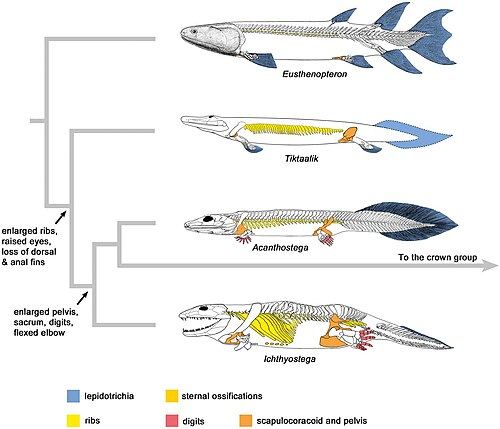 Eusthenopteron
Tiktaalik
enlarged ribs,
raised eyes,
loss of dorsal
& anal fins
Acanthostega
To the crown group
enlarged pelvis,
sacrum, digits,
flexed elbow
Ichthyostega
lepidotrichia
sternal ossifications
ribs
digits
scapulocoracoid and pelvis